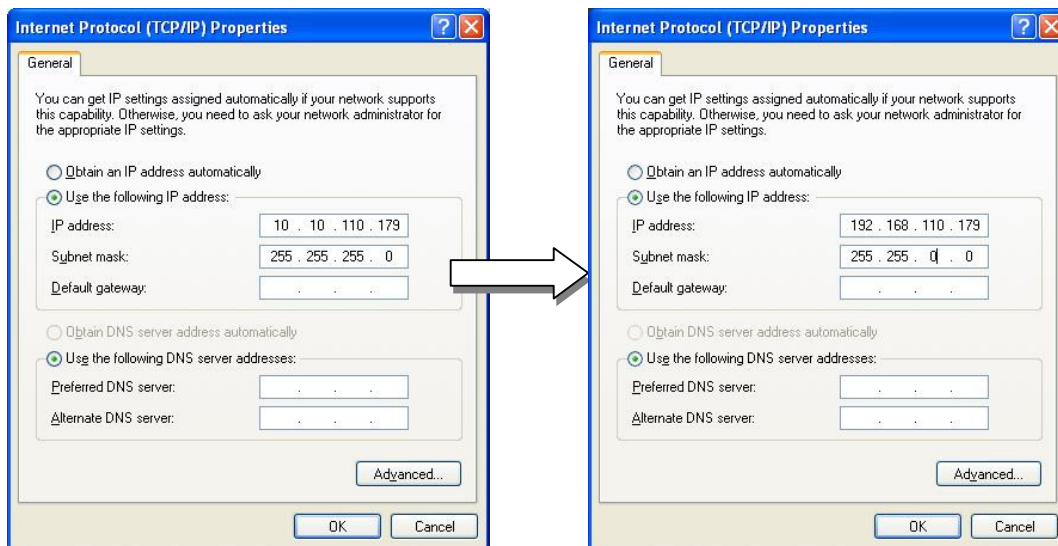 Internet Protocol (TCP/IP) Properties
General
You can get IP settings assigned automatically if your network supports
this capability. Otherwise, you need to ask your network administrator for
the appropriate IP settings.
Obtain an IP address automatically
Use the following IP address:
IP address: 10 . 10 . 110 . 179
Subnet mask: 255 . 255 . 255 . 0
Default gateway: . . .
Obtain DNS server address automatically
Use the following DNS server addresses:
Preferred DNS server: . . .
Alternate DNS server: . . .
Advanced...
OK Cancel
Internet Protocol (TCP/IP) Properties
General
You can get IP settings assigned automatically if your network supports
this capability. Otherwise, you need to ask your network administrator for
the appropriate IP settings.
Obtain an IP address automatically
Use the following IP address:
IP address: 192 . 168 . 110 . 179
Subnet mask: 255 . 255 . 0 . 0
Default gateway: . . .
Obtain DNS server address automatically
Use the following DNS server addresses:
Preferred DNS server: . . .
Alternate DNS server: . . .
Advanced...
OK Cancel